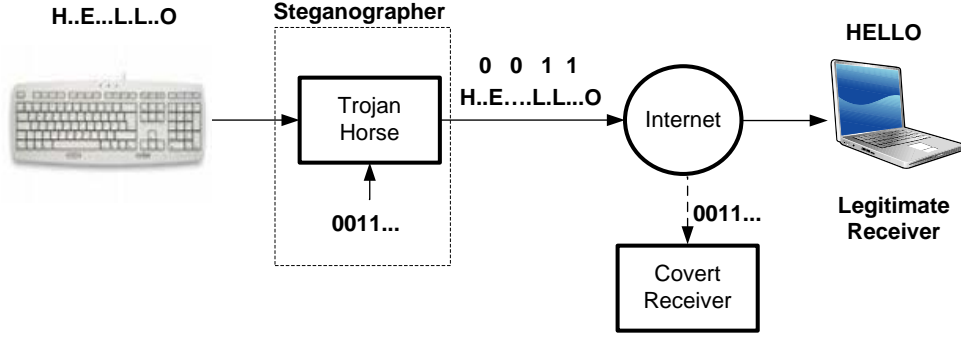 H..E...L.L..O
Steganographer
HELLO
0 0 1 1
H..E….L.L...O
Trojan
Horse
Internet
0011...
0011...
Legitimate
Receiver
Covert
Receiver